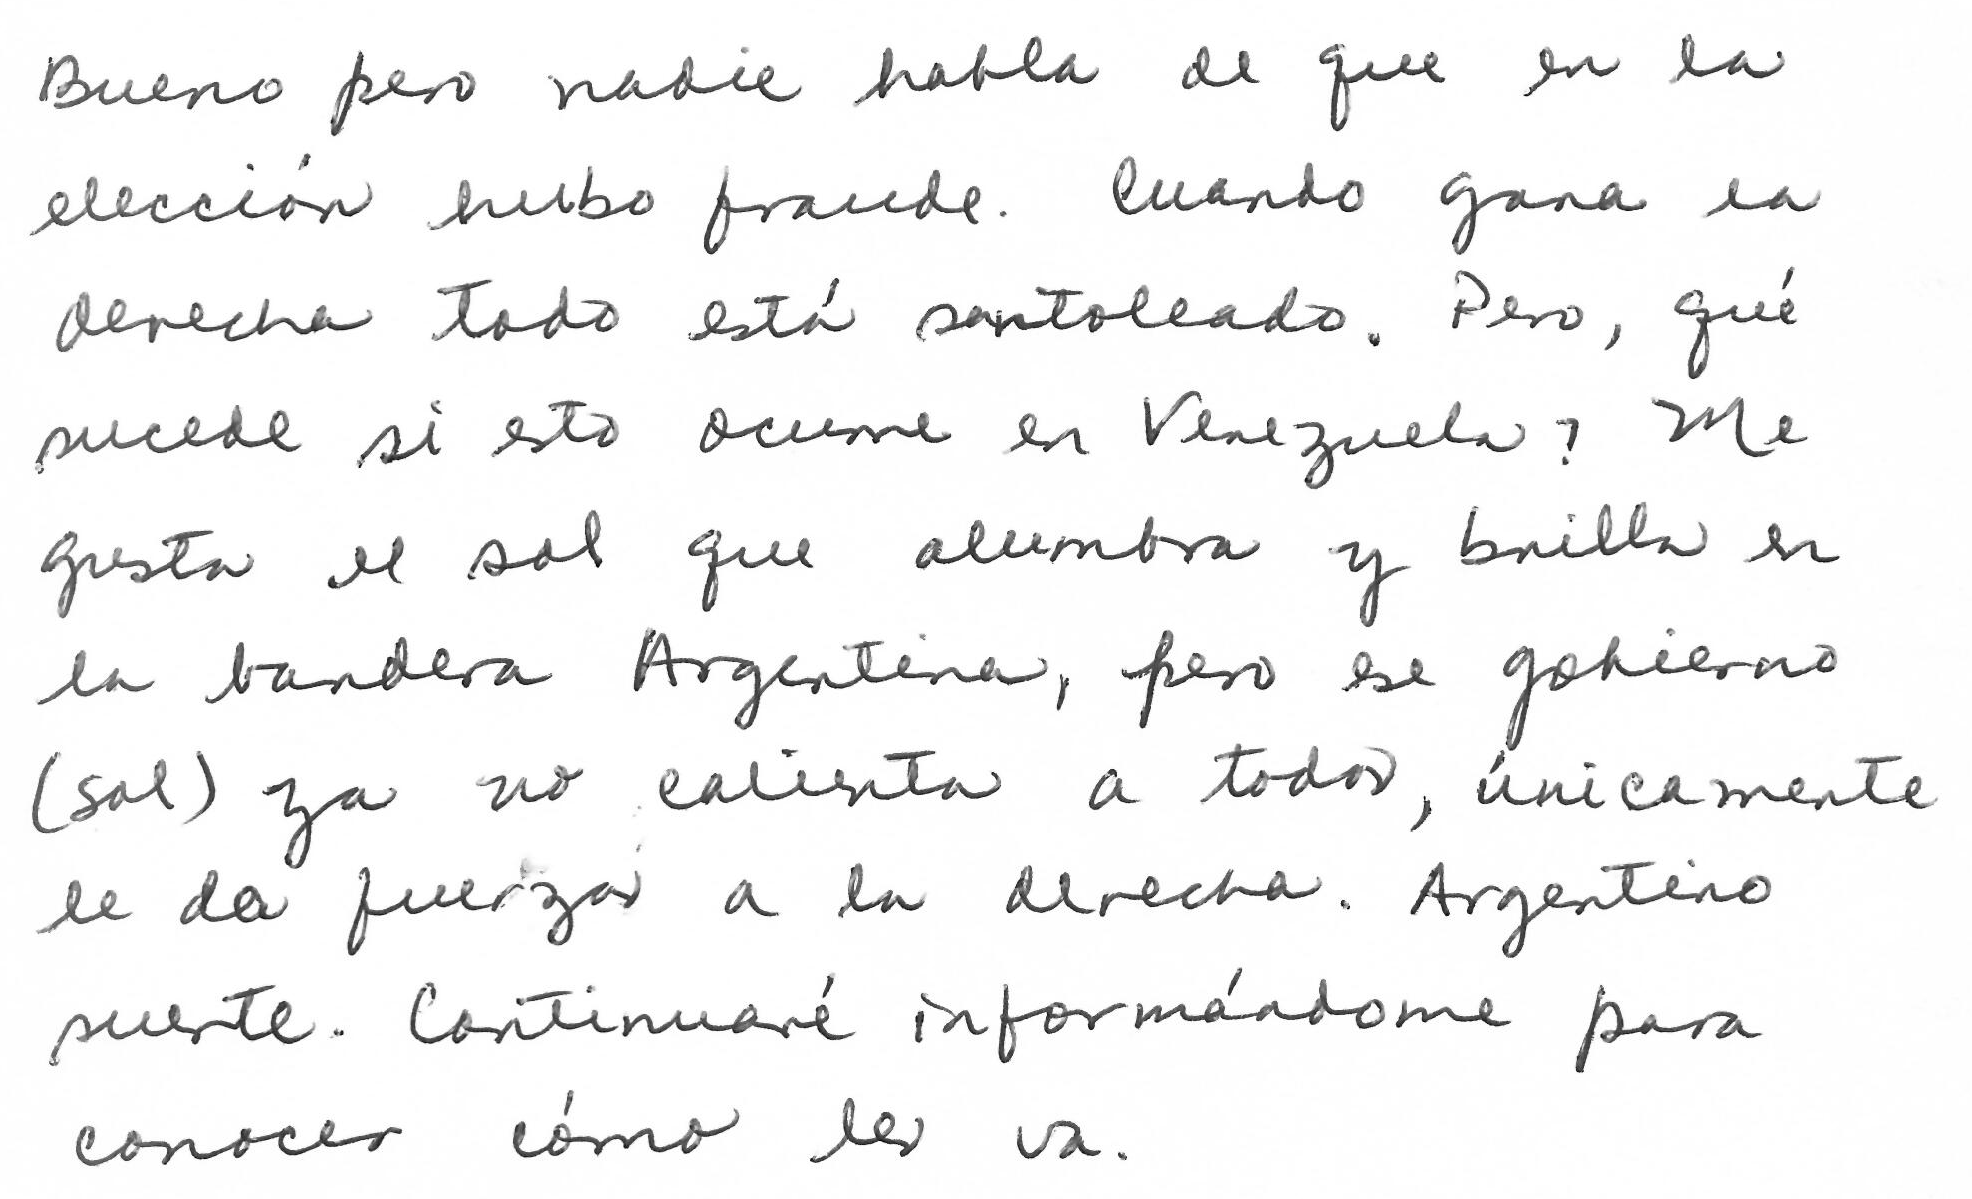 Bueno pero nadie habla de que en la
elección hubo fraude. Cuando gana la
derecha todo está santoleado. Pero, qué
sucede si esto ocurre en Venezuela? Me
gusta el sol que alumbra y brilla en
la bandera Argentina, pero ese gobierno
(sol) ya no calienta a todos, únicamente
le da fuerzas a la derecha. Argentino
suerte. Continuaré informándome para
conocer cómo les va.